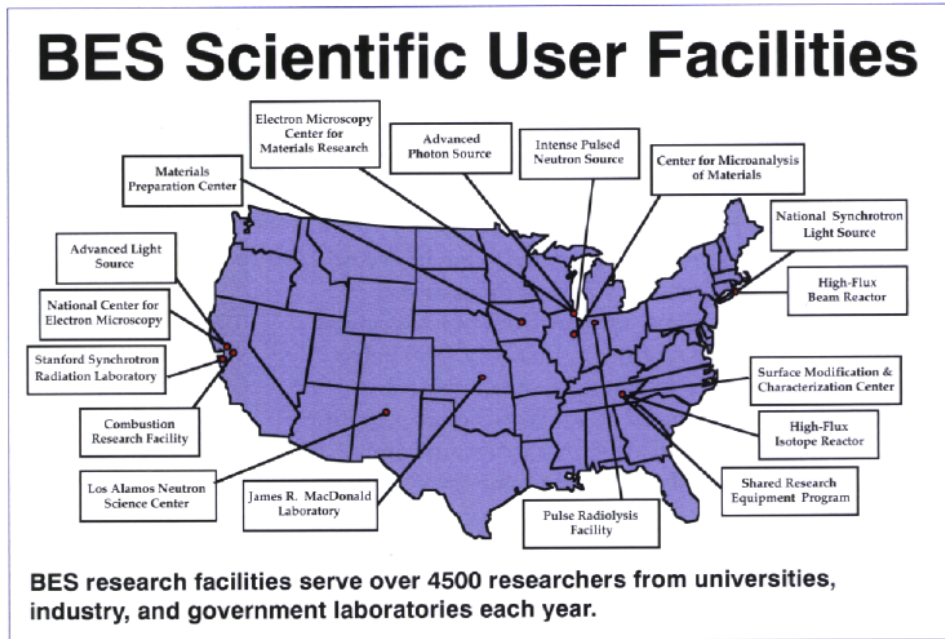 BES Scientific User Facilities
Electron Microscopy
Center for
Materials Research
Advanced
Photon Source
Intense Pulsed
Neutron Source
Center for Microanalysis
of Materials
Materials
Preparation Center
National Synchrotron
Light Source
Advanced Light
Source
High-Flux
Beam Reactor
National Center for
Electron Microscopy
Stanford Synchrotron
Radiation Laboratory
Surface Modification &
Characterization Center
Combustion
Research Facility
High-Flux
Isotope Reactor
Los Alamos Neutron
Science Center
James R. MacDonald
Laboratory
Shared Research
Equipment Program
Pulse Radiolysis
Facility
BES research facilities serve over 4500 researchers from universities,
industry, and government laboratories each year.